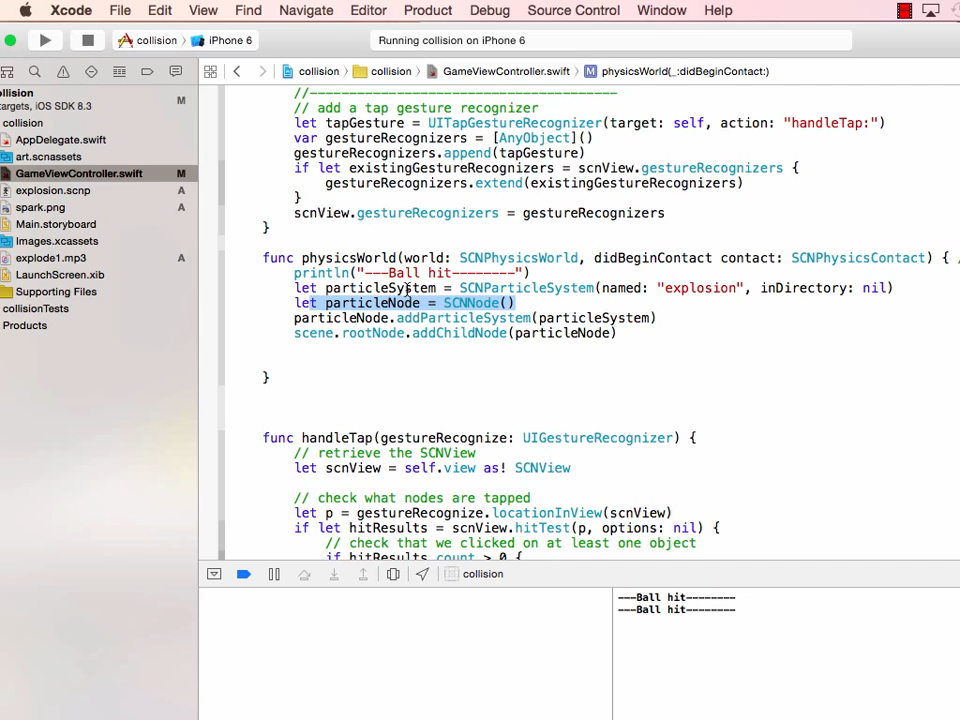 Xcode File Edit View Find Navigate Editor Product Debug Source Control Window Help
collision iPhone 6 Running collision on iPhone 6
collision collision GameViewController.swift M physicsWorld(_:didBeginContact:)
ollision M
targets, iOS SDK 8.3
collision
AppDelegate.swift
art.scnassets
GameViewController.swift M
explosion.scnp A
spark.png A
Main.storyboard
Images.xcassets
explode1.mp3 A
LaunchScreen.xib
Supporting Files
collisionTests
Products
//---------------------------------------
// add a tap gesture recognizer
let tapGesture = UITapGestureRecognizer(target: self, action: "handleTap:")
var gestureRecognizers = [AnyObject]()
gestureRecognizers.append(tapGesture)
if let existingGestureRecognizers = scnView.gestureRecognizers {
gestureRecognizers.extend(existingGestureRecognizers)
}
scnView.gestureRecognizers = gestureRecognizers
}
func physicsWorld(world: SCNPhysicsWorld, didBeginContact contact: SCNPhysicsContact) { /
println("---Ball hit--------")
let particleSystem = SCNParticleSystem(named: "explosion", inDirectory: nil)
let particleNode = SCNNode()
particleNode.addParticleSystem(particleSystem)
scene.rootNode.addChildNode(particleNode)
}
func handleTap(gestureRecognize: UIGestureRecognizer) {
// retrieve the SCNView
let scnView = self.view as! SCNView
// check what nodes are tapped
let p = gestureRecognize.locationInView(scnView)
if let hitResults = scnView.hitTest(p, options: nil) {
// check that we clicked on at least one object
if hitResults.count > 0 {
collision
---Ball hit--------
---Ball hit--------